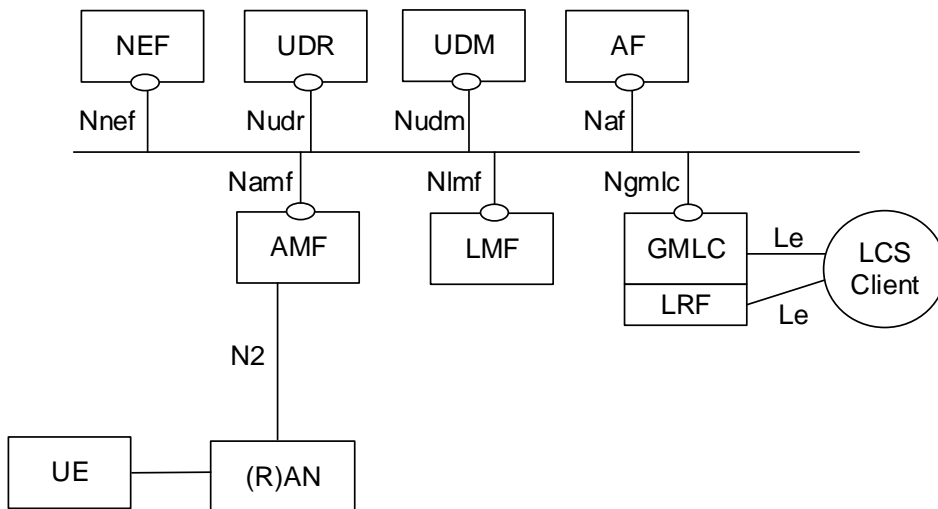 NEF
UDR
UDM
AF
Nnef
Nudr
Nudm
Naf
Namf
Nlmf
Ngmlc
AMF
LMF
GMLC
Le
LCS
Client
LRF
Le
N2
UE
(R)AN